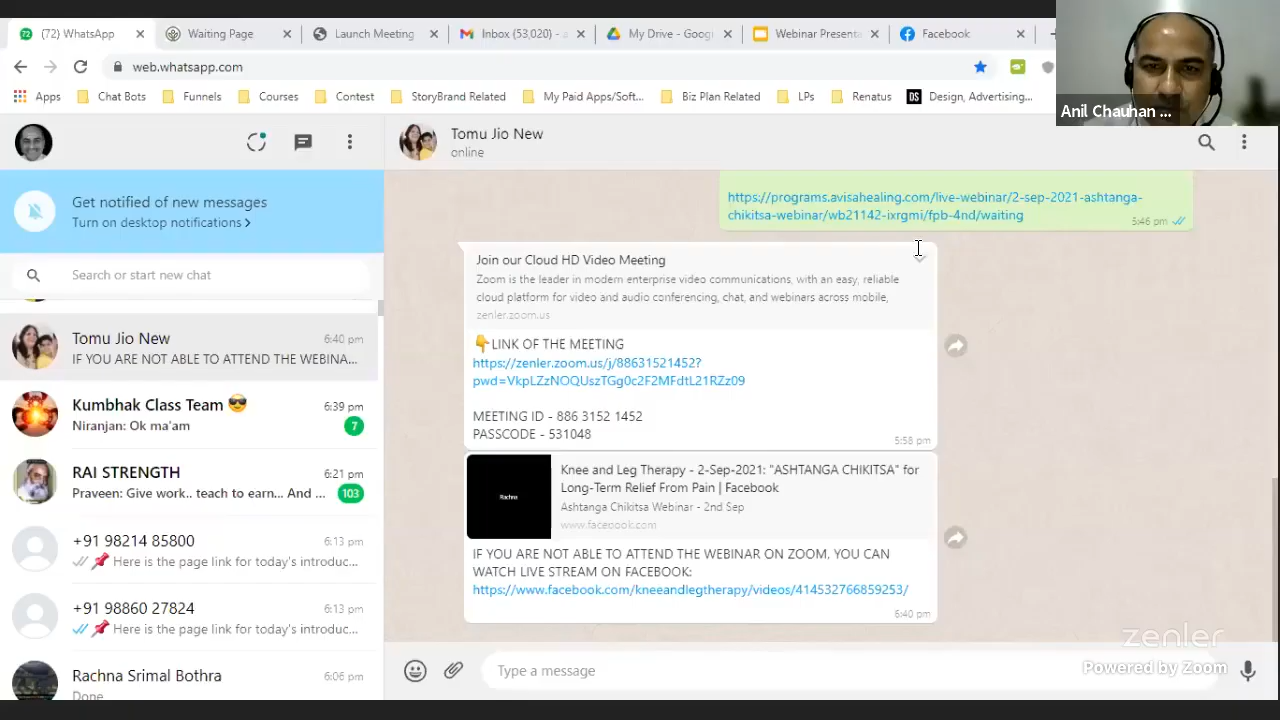 (72) WhatsApp
Waiting Page
Launch Meeting
Inbox (53,020) - a
My Drive - Googl
Webinar Presenta
Facebook
72
web.whatsapp.com
Apps
Chat Bots
Funnels
Courses
Contest
StoryBrand Related
My Paid Apps/Soft...
Biz Plan Related
LPs
Renatus
DS
Design, Advertising...
Anil Chauhan ...
Tomu Jio New
online
Get notified of new messages
Turn on desktop notifications >
Search or start new chat
Tomu Jio New
6:40 pm
IF YOU ARE NOT ABLE TO ATTEND THE WEBINA...
Kumbhak Class Team 😎
6:39 pm
Niranjan: Ok ma'am
7
RAI STRENGTH
6:21 pm
Praveen: Give work.. teach to earn... And ...
103
+91 98214 85800
6:13 pm
📌 Here is the page link for today's introduc...
+91 98860 27824
6:13 pm
📌 Here is the page link for today's introduc...
Rachna Srimal Bothra
6:06 pm
Done
https://programs.avisahealing.com/live-webinar/2-sep-2021-ashtanga-
chikitsa-webinar/wb21142-ixrgmi/fpb-4nd/waiting
5:46 pm
Join our Cloud HD Video Meeting
Zoom is the leader in modern enterprise video communications, with an easy, reliable
cloud platform for video and audio conferencing, chat, and webinars across mobile,
zenler.zoom.us
👇LINK OF THE MEETING
https://zenler.zoom.us/j/88631521452?
pwd=VkpLZzNOQUszTGg0c2F2MFdtL21RZz09
MEETING ID - 886 3152 1452
PASSCODE - 531048
5:58 pm
Rachna
Knee and Leg Therapy - 2-Sep-2021: "ASHTANGA CHIKITSA" for
Long-Term Relief From Pain | Facebook
Ashtanga Chikitsa Webinar - 2nd Sep
www.facebook.com
IF YOU ARE NOT ABLE TO ATTEND THE WEBINAR ON ZOOM, YOU CAN
WATCH LIVE STREAM ON FACEBOOK:
https://www.facebook.com/kneeandlegtherapy/videos/414532766859253/
6:40 pm
Type a message
zenler
Powered by Zoom